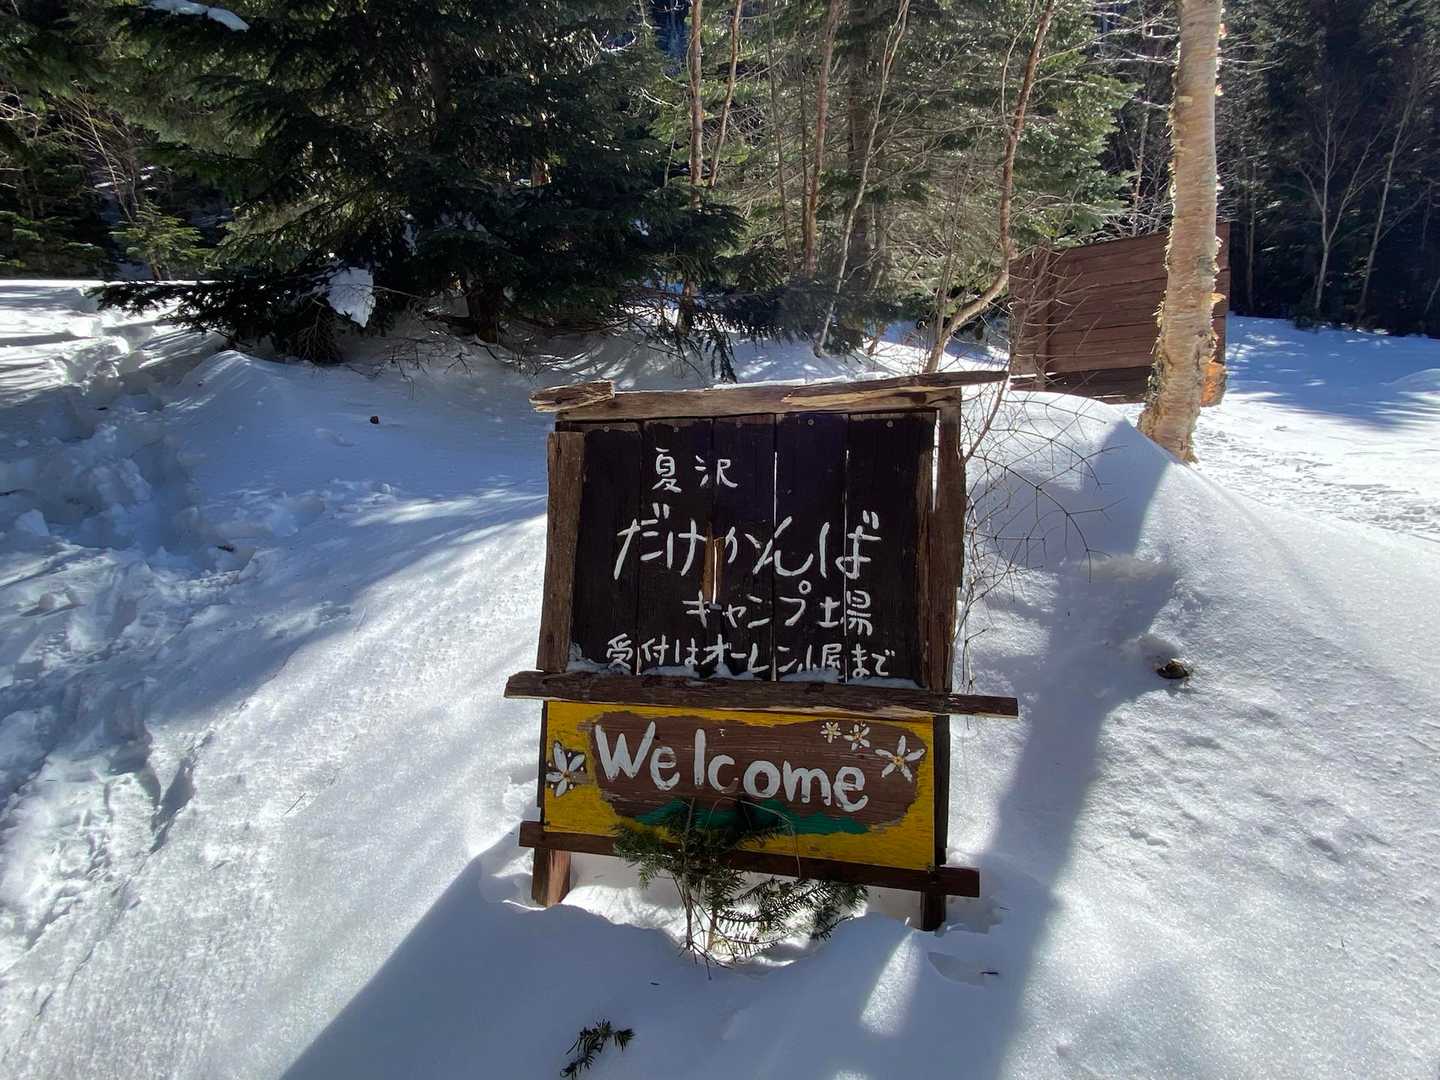 夏沢
だけかんば
キャンプ場
受付はオーレン小屋まで
Welcome